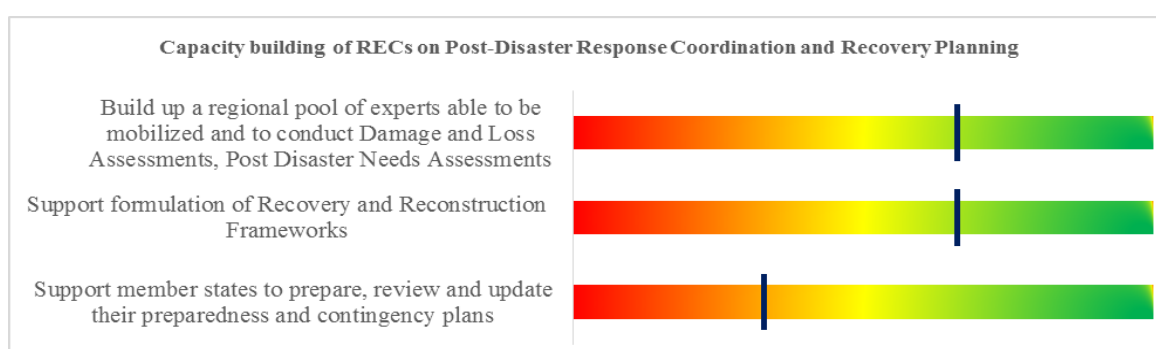 Capacity building of RECs on Post-Disaster Response Coordination and Recovery Planning
Build up a regional pool of experts able to be
mobilized and to conduct Damage and Loss
Assessments, Post Disaster Needs Assessments
Support formulation of Recovery and Reconstruction
Frameworks
Support member states to prepare, review and update
their preparedness and contingency plans